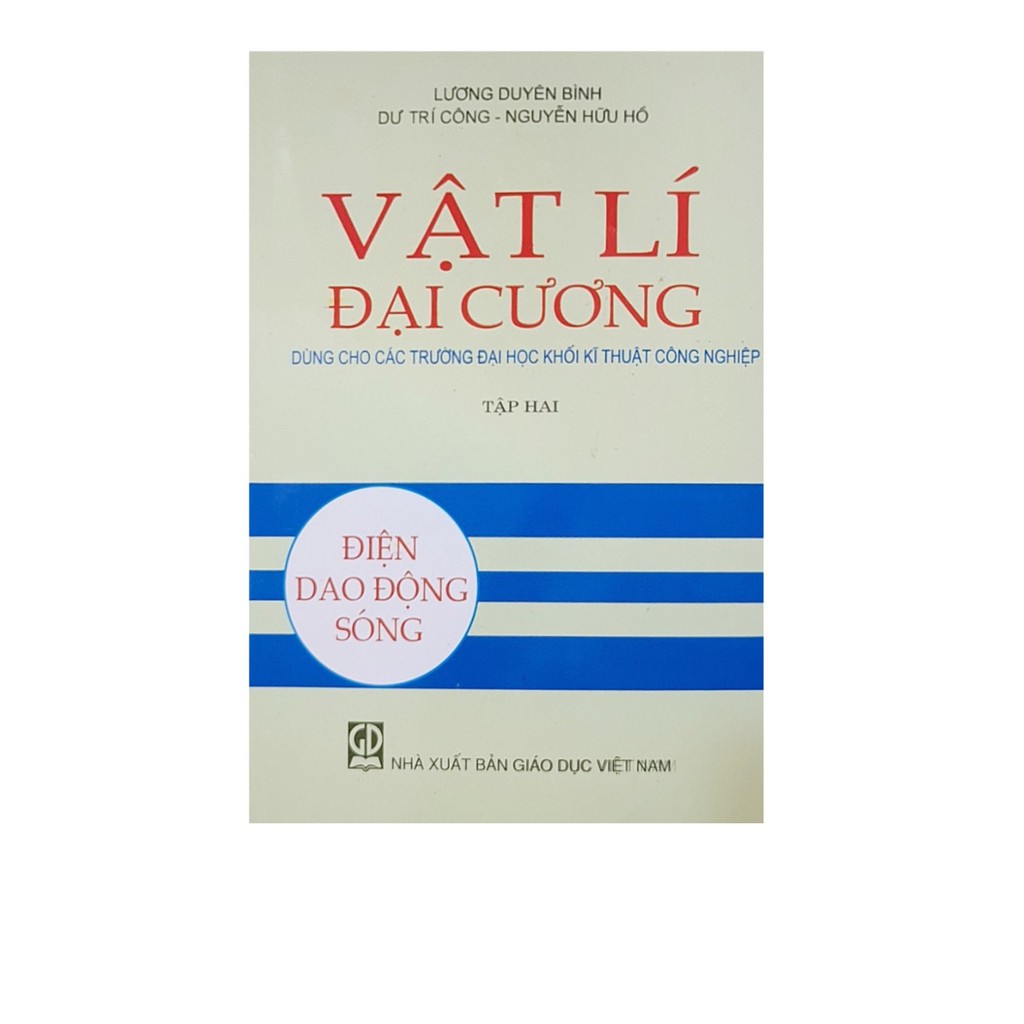 LƯƠNG DUYÊN BÌNH
DƯ TRÍ CÔNG - NGUYỄN HỮU HỒ
VẬT LÍ
ĐẠI CƯƠNG
DÙNG CHO CÁC TRƯỜNG ĐẠI HỌC KHỐI KĨ THUẬT CÔNG NGHIỆP
TẬP HAI
ĐIỆN
DAO ĐỘNG
SÓNG
GD
NHÀ XUẤT BẢN GIÁO DỤC VIỆT NAM